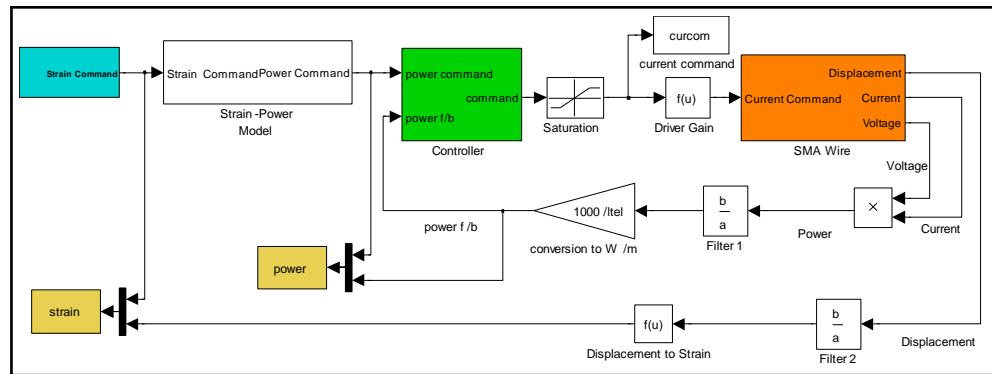 Strain Command
Strain Command
Power Command
Strain -Power
Model
power command
command
power f/b
Controller
Saturation
curcom
current command
f(u)
Driver Gain
Displacement
Current Command
Current
Voltage
SMA Wire
Voltage
×
Current
Power
b
a
Filter 1
1000 /ltel
conversion to W /m
power f /b
power
strain
f(u)
Displacement to Strain
b
a
Filter 2
Displacement